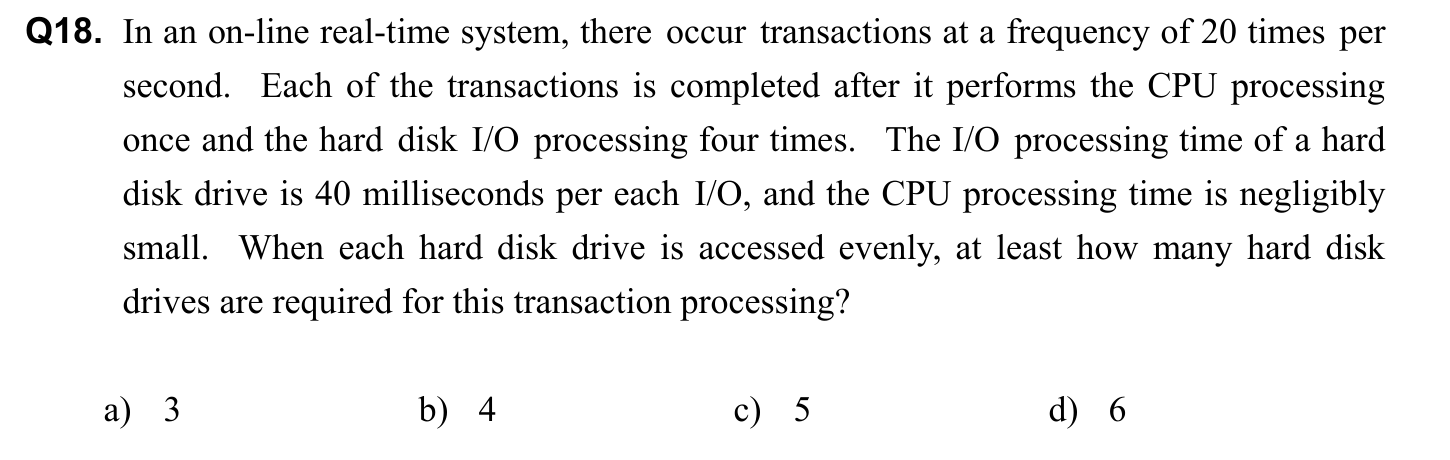 Q18. In an on-line real-time system, there occur transactions at a frequency of 20 times per
second. Each of the transactions is completed after it performs the CPU processing
once and the hard disk I/O processing four times. The I/O processing time of a hard
disk drive is 40 milliseconds per each I/O, and the CPU processing time is negligibly
small. When each hard disk drive is accessed evenly, at least how many hard disk
drives are required for this transaction processing?
a) 3 b) 4 c) 5 d) 6